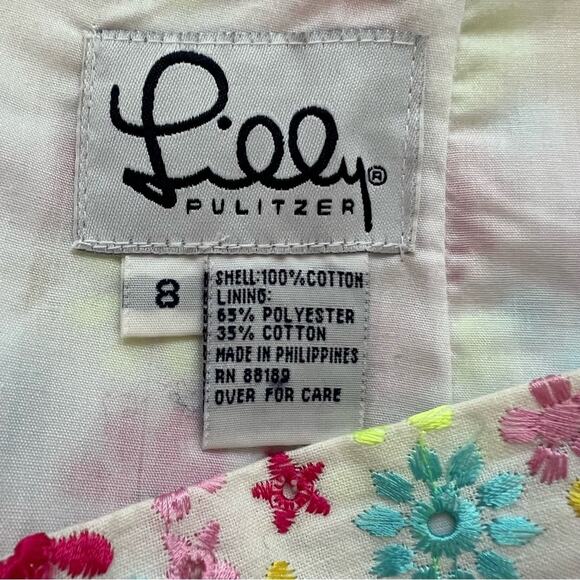 Lilly®
PULITZER
8
SHELL:100%COTTON
LINING:
65% POLYESTER
35% COTTON
MADE IN PHILIPPINES
RN 88189
OVER FOR CARE